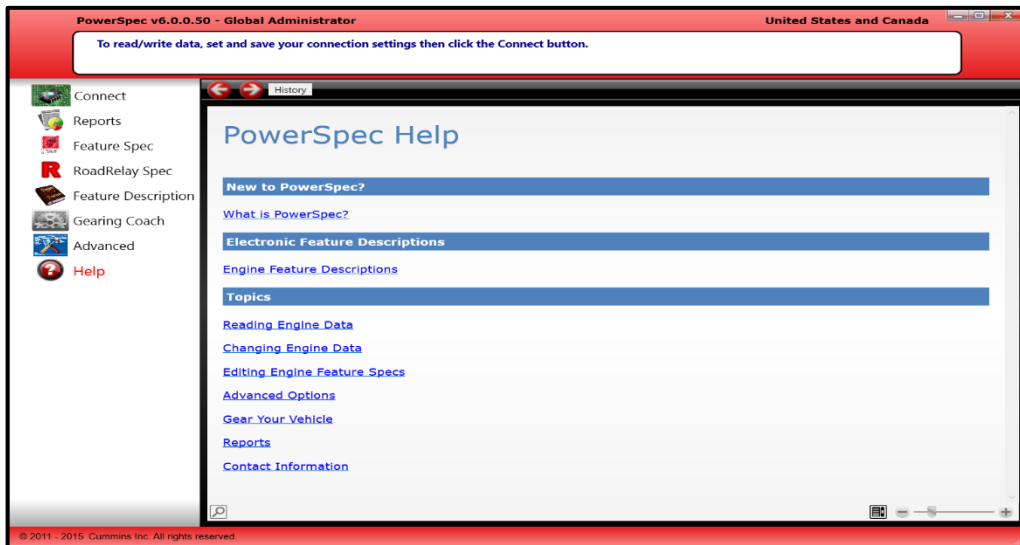 PowerSpec v6.0.0.50 - Global Administrator
United States and Canada
To read/write data, set and save your connection settings then click the Connect button.
Connect
Reports
Feature Spec
RoadRelay Spec
Feature Description
Gearing Coach
Advanced
Help
History
PowerSpec Help
New to PowerSpec?
What is PowerSpec?
Electronic Feature Descriptions
Engine Feature Descriptions
Topics
Reading Engine Data
Changing Engine Data
Editing Engine Feature Specs
Advanced Options
Gear Your Vehicle
Reports
Contact Information
© 2011 - 2015 Cummins Inc. All rights reserved.